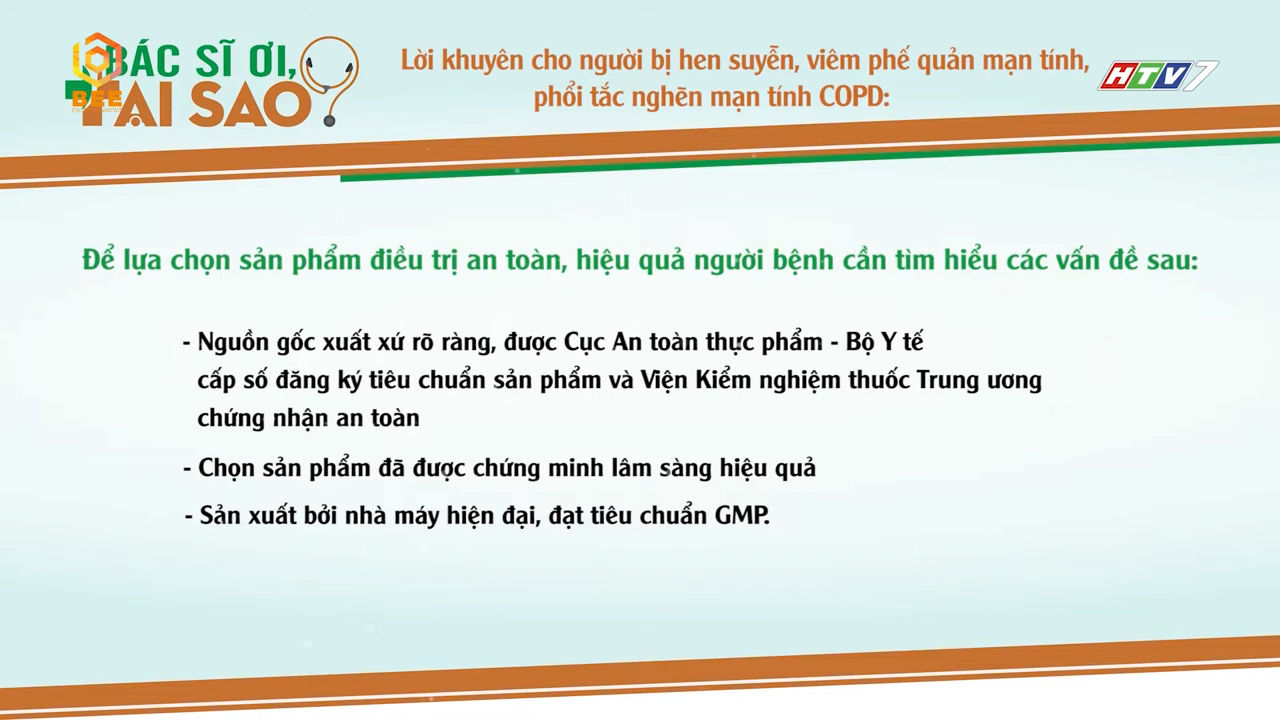 BÁC SĨ ƠI,
TẠI SAO
BEE
Lời khuyên cho người bị hen suyễn, viêm phế quản mạn tính,
phổi tắc nghẽn mạn tính COPD:
HTV7
Để lựa chọn sản phẩm điều trị an toàn, hiệu quả người bệnh cần tìm hiểu các vấn đề sau:
- Nguồn gốc xuất xứ rõ ràng, được Cục An toàn thực phẩm - Bộ Y tế
cấp số đăng ký tiêu chuẩn sản phẩm và Viện Kiểm nghiệm thuốc Trung ương
chứng nhận an toàn
- Chọn sản phẩm đã được chứng minh lâm sàng hiệu quả
- Sản xuất bởi nhà máy hiện đại, đạt tiêu chuẩn GMP.